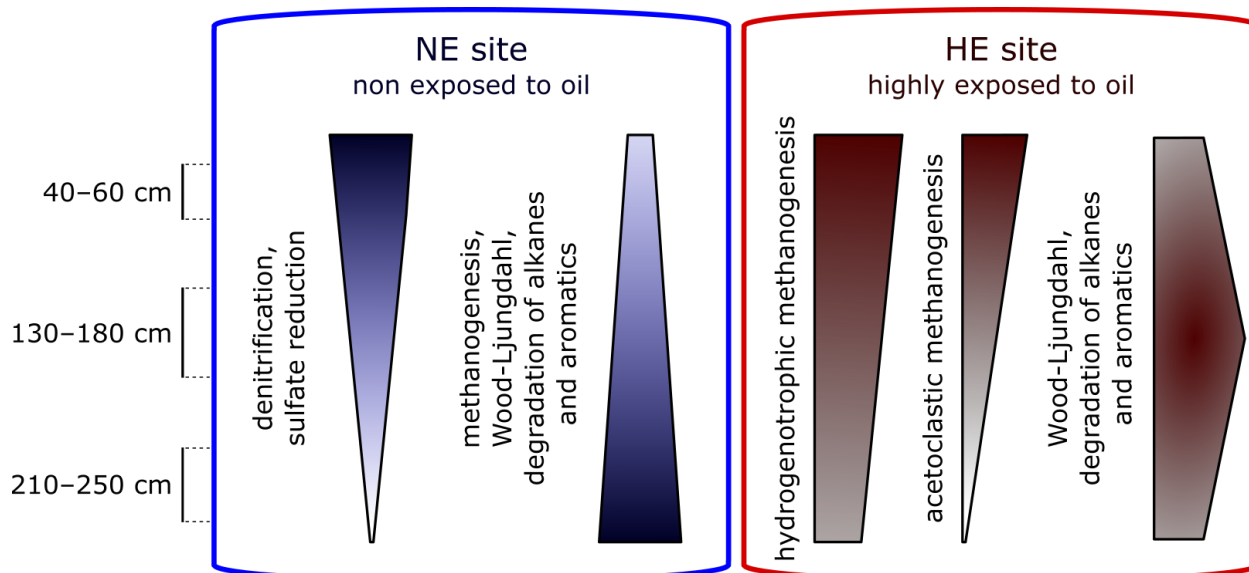 NE site
non exposed to oil
HE site
highly exposed to oil
40–60 cm
130–180 cm
210–250 cm
denitrification,
sulfate reduction
methanogenesis,
Wood-Ljungdahl,
degradation of alkanes
and aromatics
hydrogenotrophic methanogenesis
acetoclastic methanogenesis
Wood-Ljungdahl,
degradation of alkanes
and aromatics